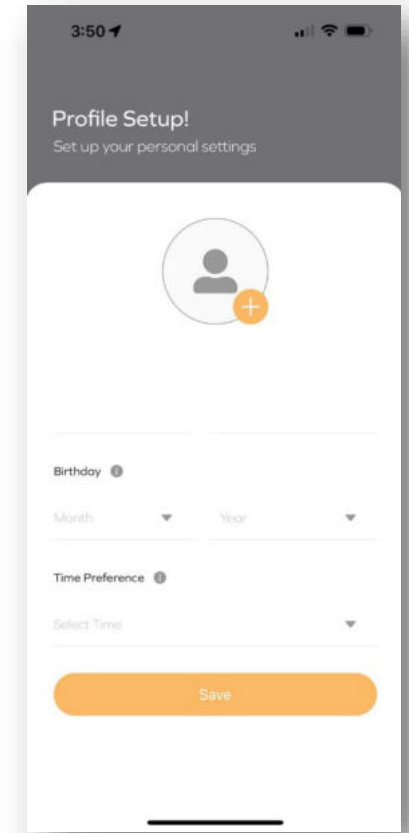 3:50
Profile Setup!
Set up your personal settings
Birthday
Month Year
Time Preference
Select Time
Save